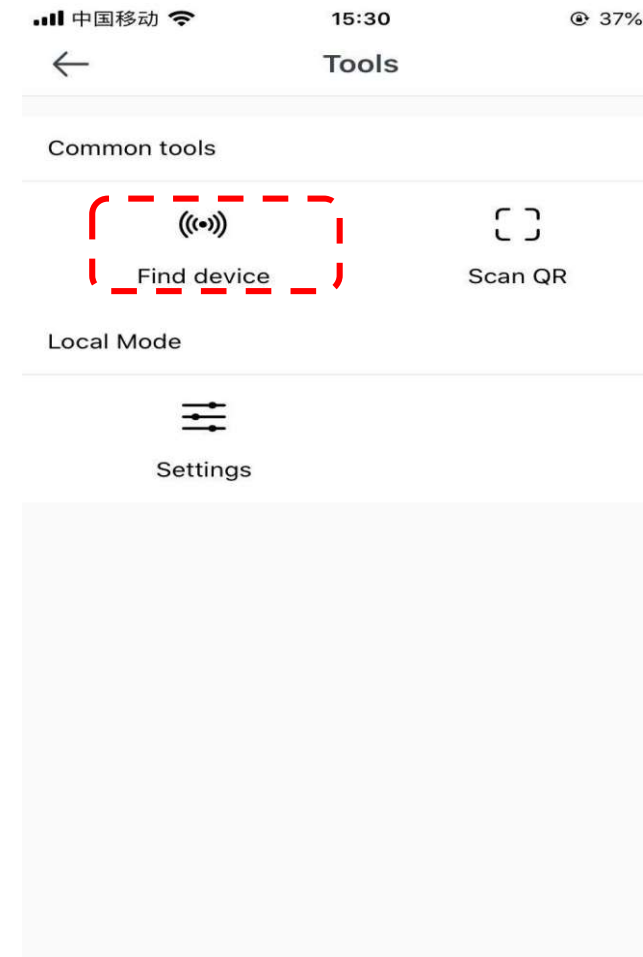 中国移动 15:30 37%
Tools
Common tools
Find device Scan QR
Local Mode
Settings